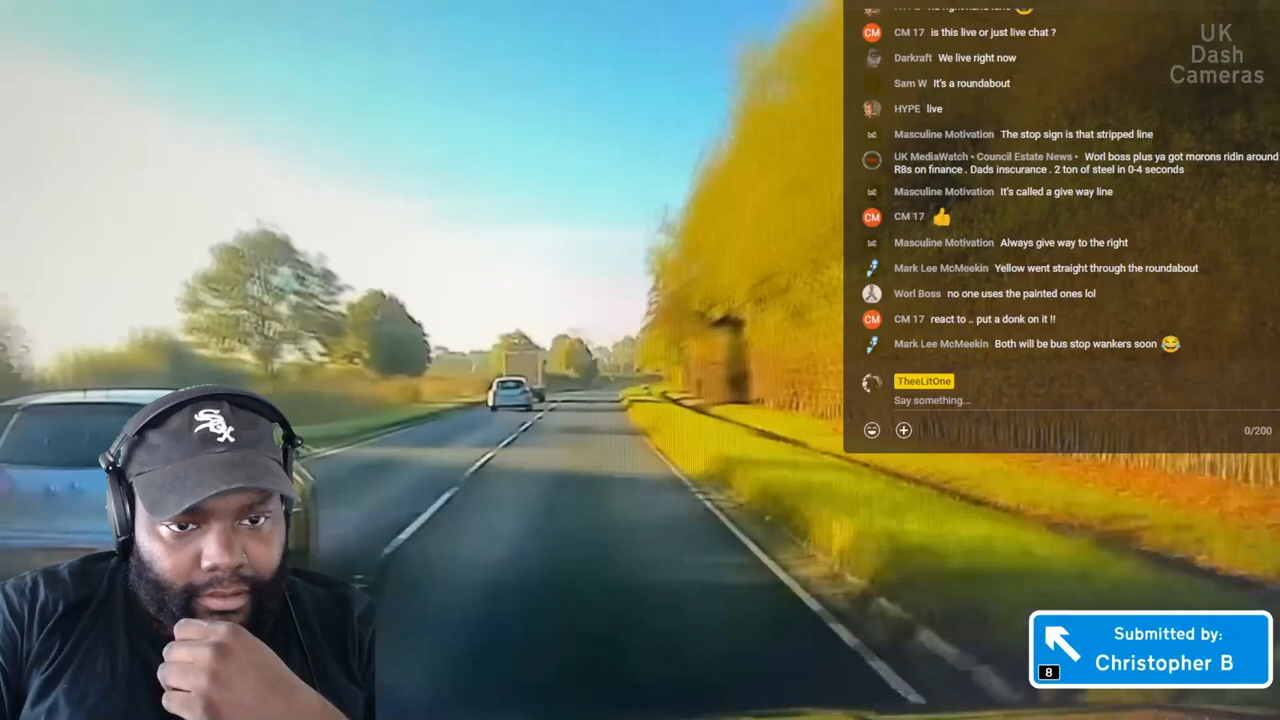 UK
Dash
Cameras
CM 17 is this live or just live chat ?
Darkraft We live right now
Sam W It's a roundabout
HYPE live
Masculine Motivation The stop sign is that stripped line
UK MediaWatch • Council Estate News • Worl boss plus ya got morons ridin around
R8s on finance . Dads inscurance . 2 ton of steel in 0-4 seconds
Masculine Motivation It's called a give way line
CM 17 👍
Masculine Motivation Always give way to the right
Mark Lee McMeekin Yellow went straight through the roundabout
Worl Boss no one uses the painted ones lol
CM 17 react to .. put a donk on it !!
Mark Lee McMeekin Both will be bus stop wankers soon 😂
TheeLitOne
Say something...
0/200
Sox
Submitted by:
Christopher B
8